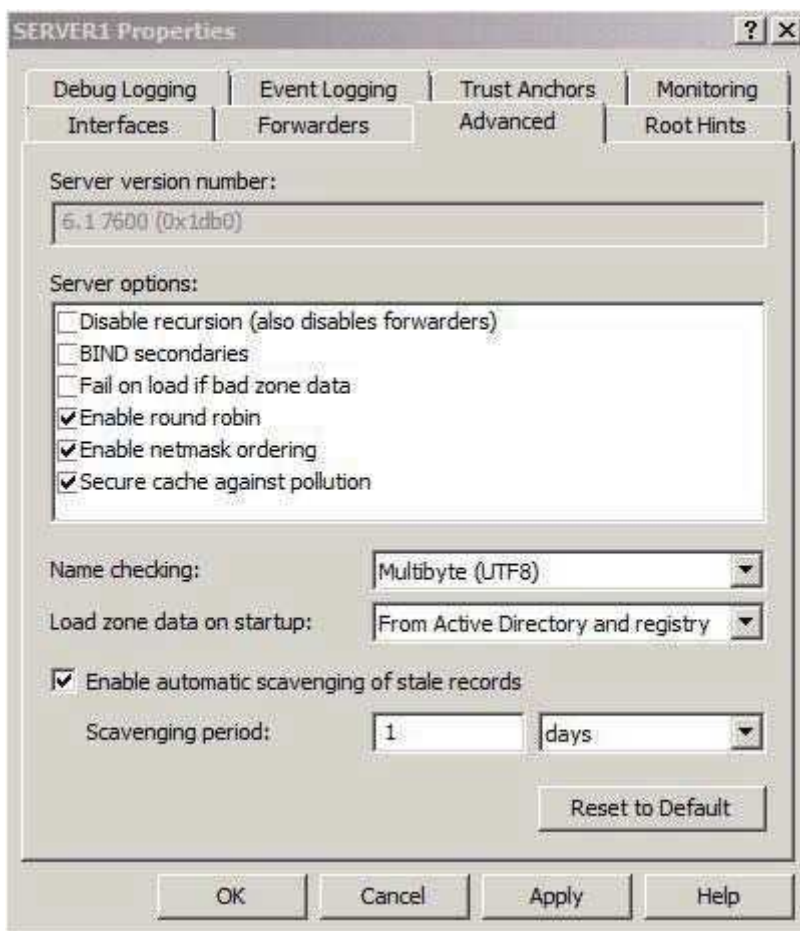 SERVER1 Properties
Debug Logging Event Logging Trust Anchors Monitoring
Interfaces Forwarders Advanced Root Hints
Server version number:
6.1 7600 (0x1db0)
Server options:
Disable recursion (also disables forwarders)
BIND secondaries
Fail on load if bad zone data
Enable round robin
Enable netmask ordering
Secure cache against pollution
Name checking: Multibyte (UTF8)
Load zone data on startup: From Active Directory and registry
Enable automatic scavenging of stale records
Scavenging period: 1 days
Reset to Default
OK Cancel Apply Help